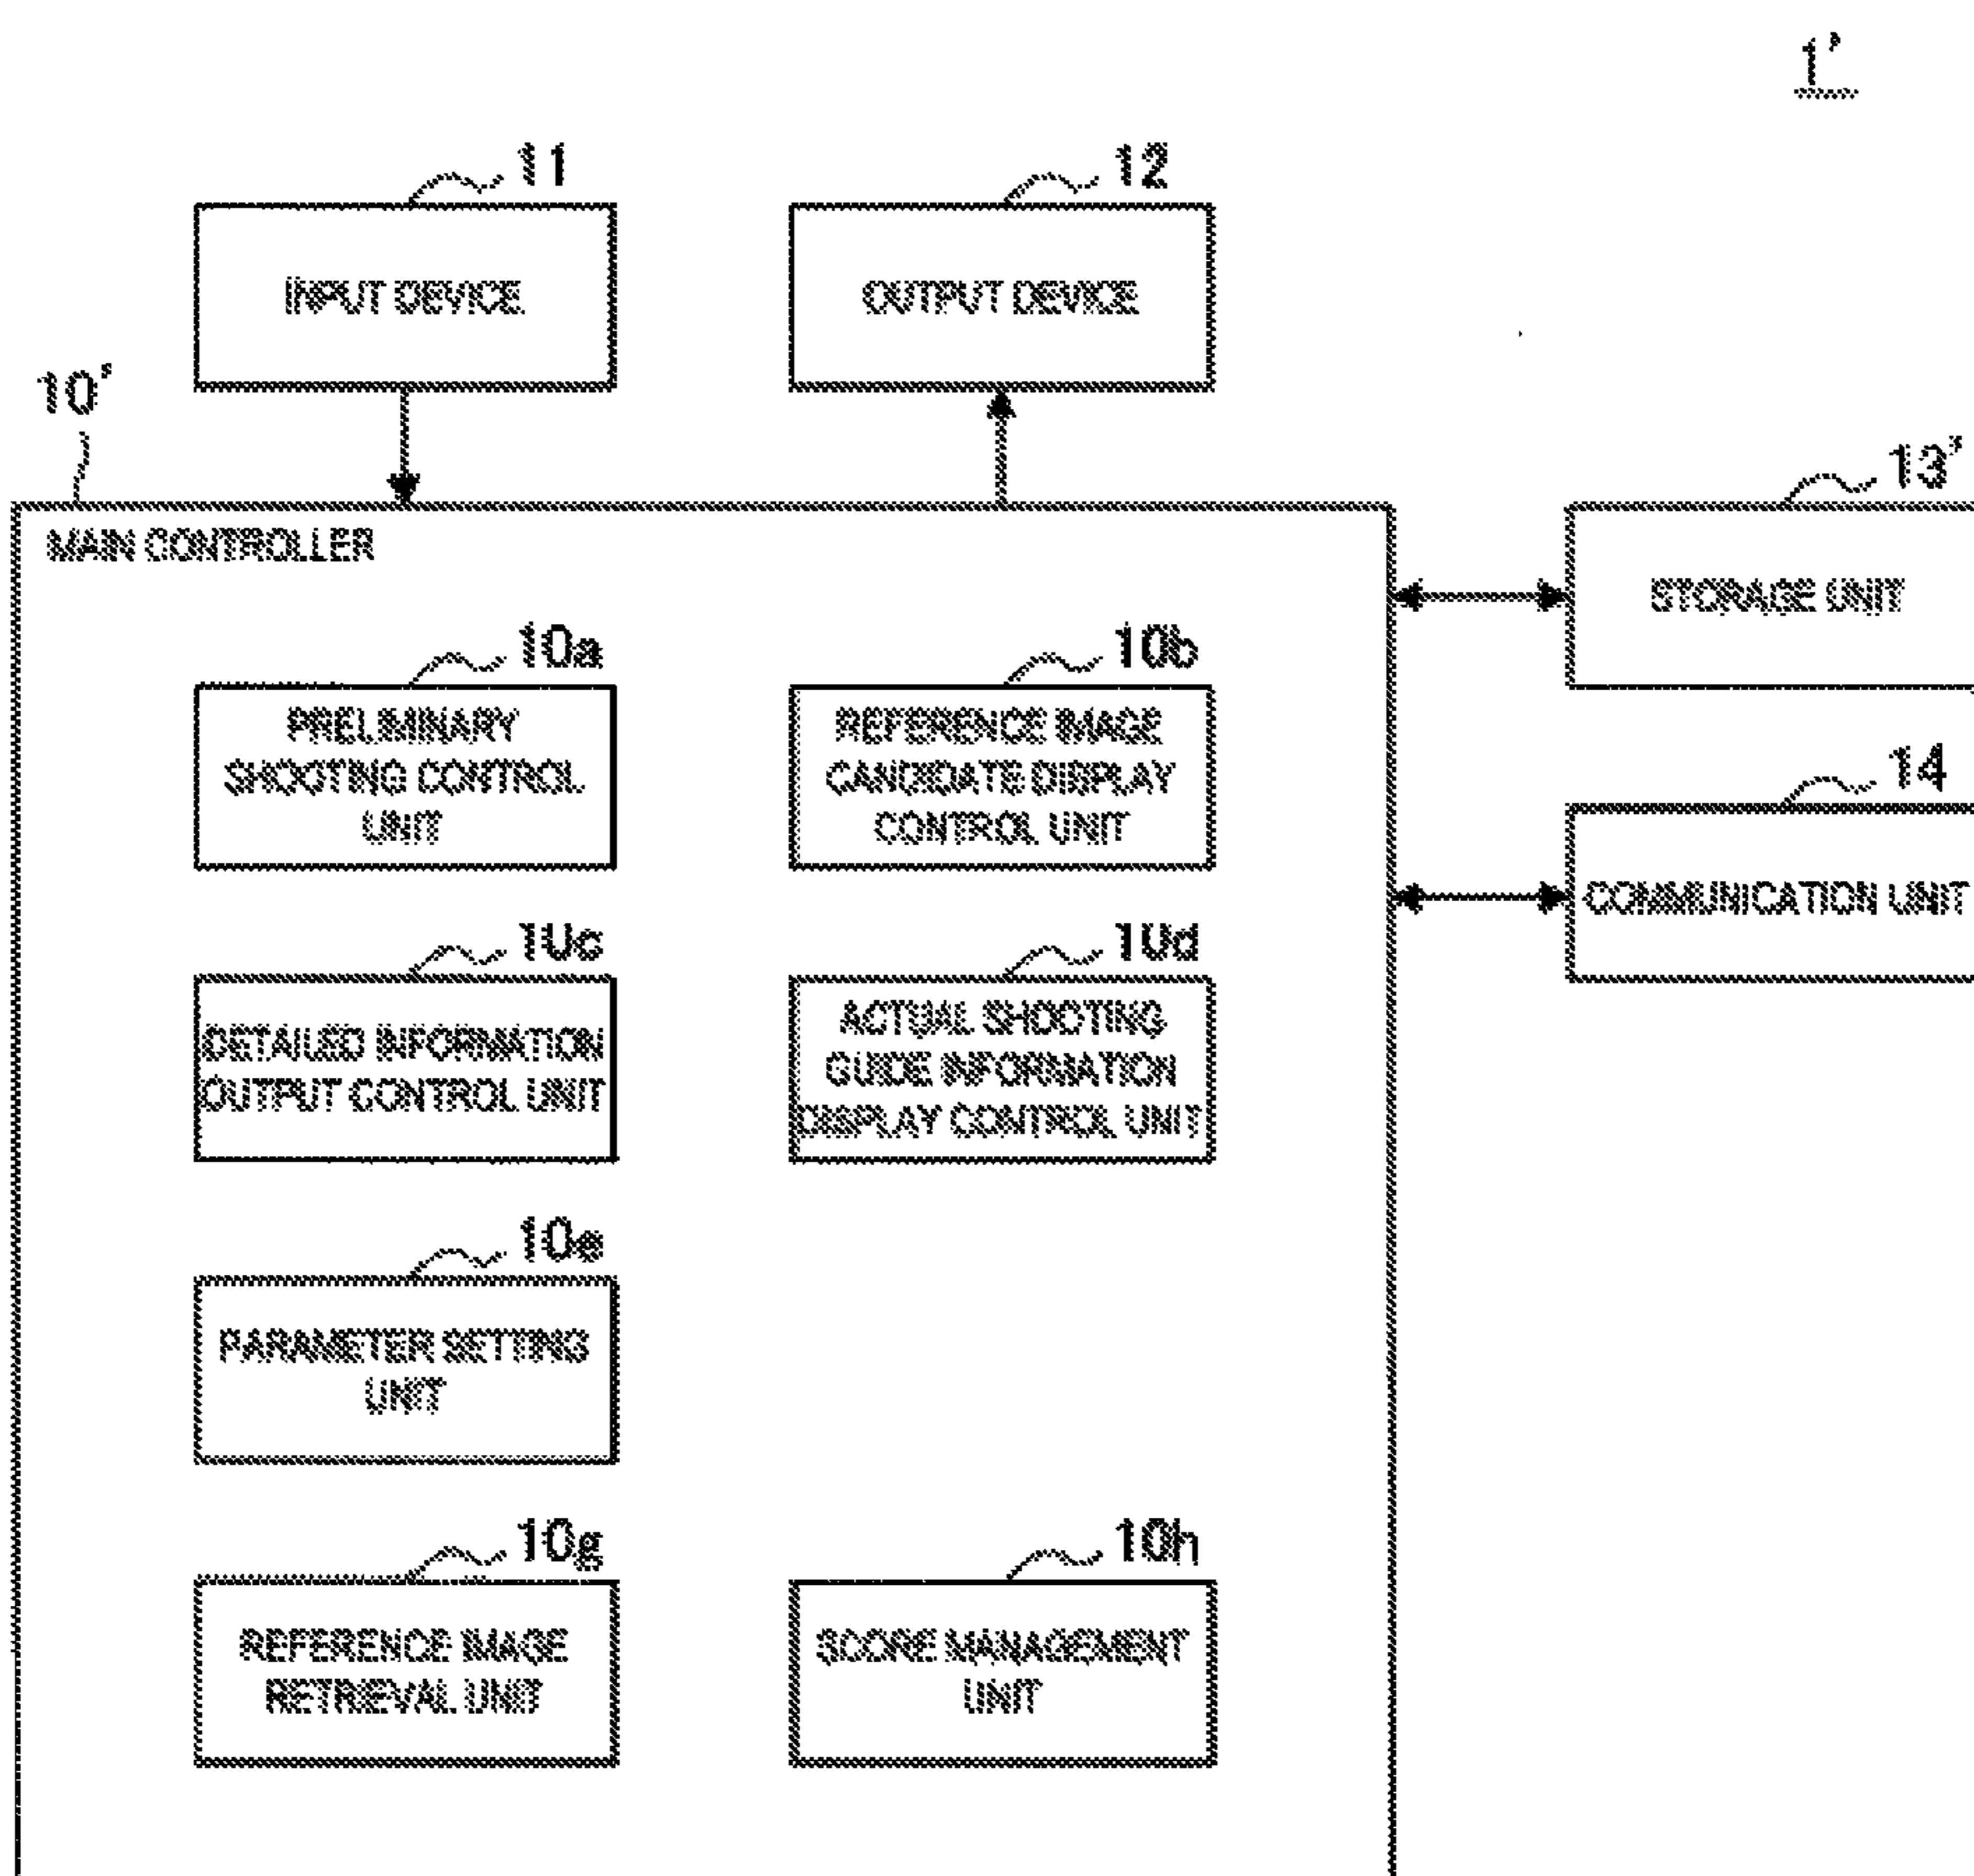 1'
11
12
INPUT DEVICE
OUTPUT DEVICE
10'
13'
MAIN CONTROLLER
STORAGE UNIT
10a
10b
PRELIMINARY
SHOOTING CONTROL
UNIT
REFERENCE IMAGE
CANDIDATE DISPLAY
CONTROL UNIT
14
COMMUNICATION UNIT
10c
10d
DETAILED INFORMATION
OUTPUT CONTROL UNIT
ACTUAL SHOOTING
GUIDE INFORMATION
DISPLAY CONTROL UNIT
10e
PARAMETER SETTING
UNIT
10g
10h
REFERENCE IMAGE
RETRIEVAL UNIT
SCORE MANAGEMENT
UNIT